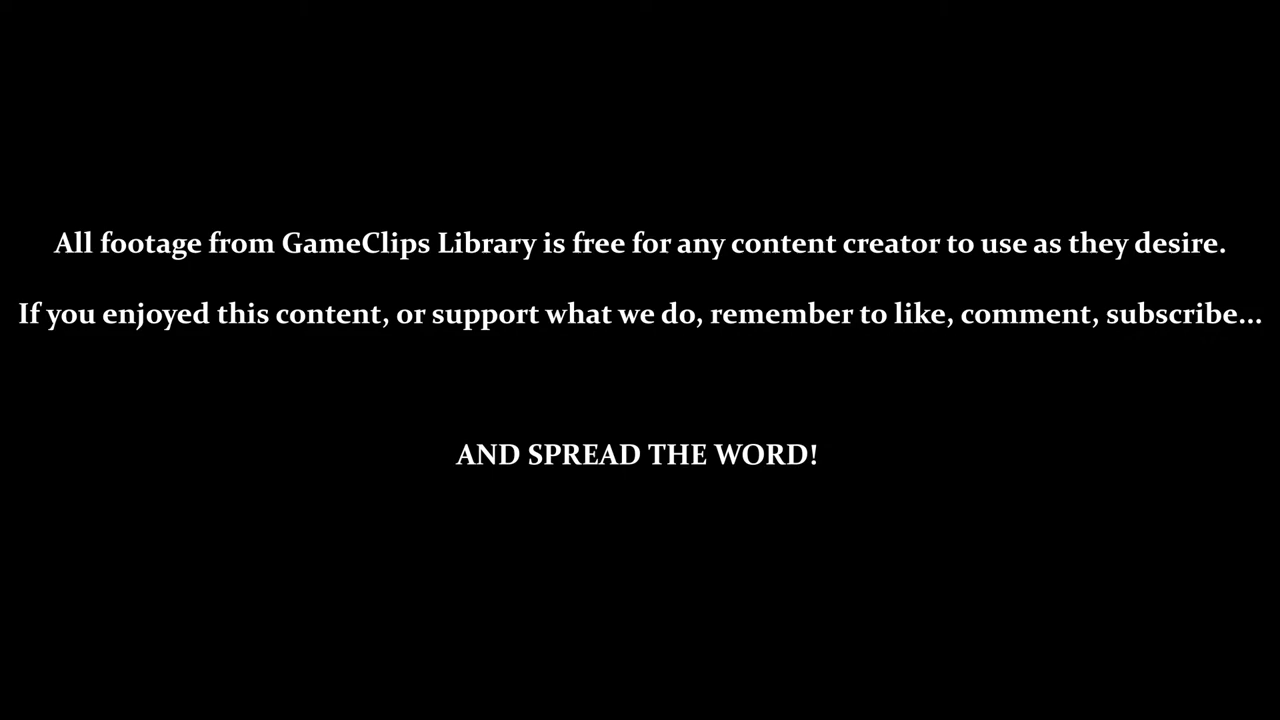 All footage from GameClips Library is free for any content creator to use as they desire.
If you enjoyed this content, or support what we do, remember to like, comment, subscribe...
AND SPREAD THE WORD!